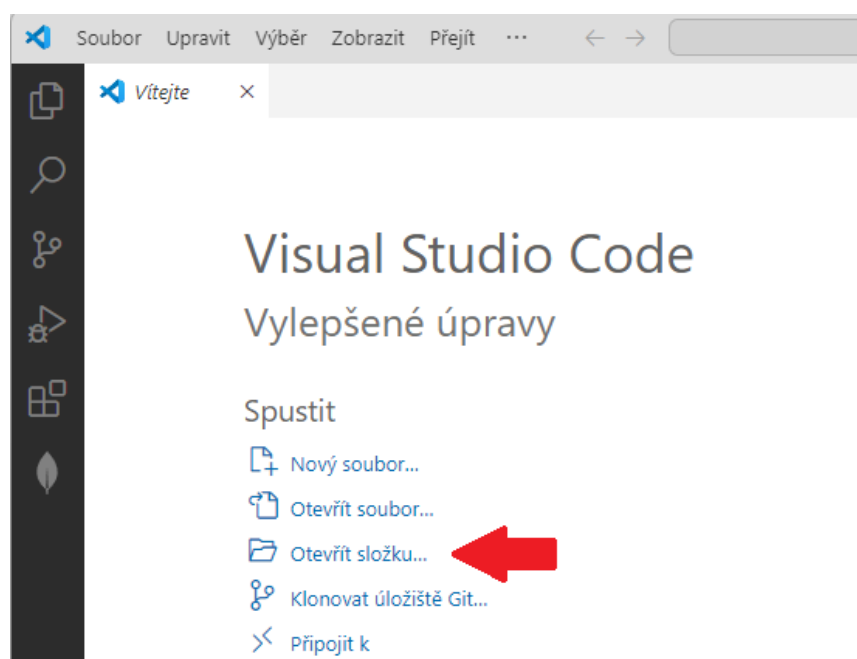 Soubor Upravit Výběr Zobrazit Přejít ···
Vítejte
Visual Studio Code
Vylepšené úpravy
Spustit
Nový soubor...
Otevřít soubor...
Otevřít složku...
Klonovat úložiště Git...
Připojit k